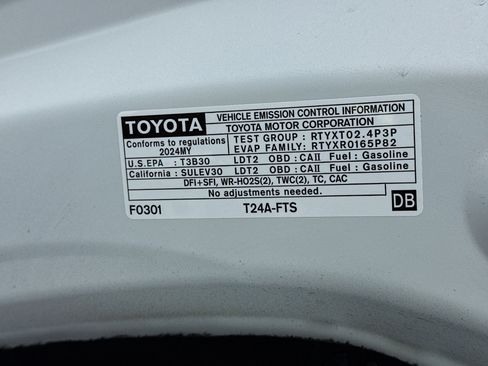 TOYOTA
VEHICLE EMISSION CONTROL INFORMATION
TOYOTA MOTOR CORPORATION
Conforms to regulations
2024MY
TEST GROUP : RTYXT02.4P3P
EVAP FAMILY: RTYXR0165P82
U.S.EPA : T3B30 LDT2 OBD : CAII Fuel : Gasoline
California : SULEV30 LDT2 OBD : CAII Fuel : Gasoline
DFI+SFI, WR-HO2S(2), TWC(2), TC, CAC
No adjustments needed.
F0301 T24A-FTS DB